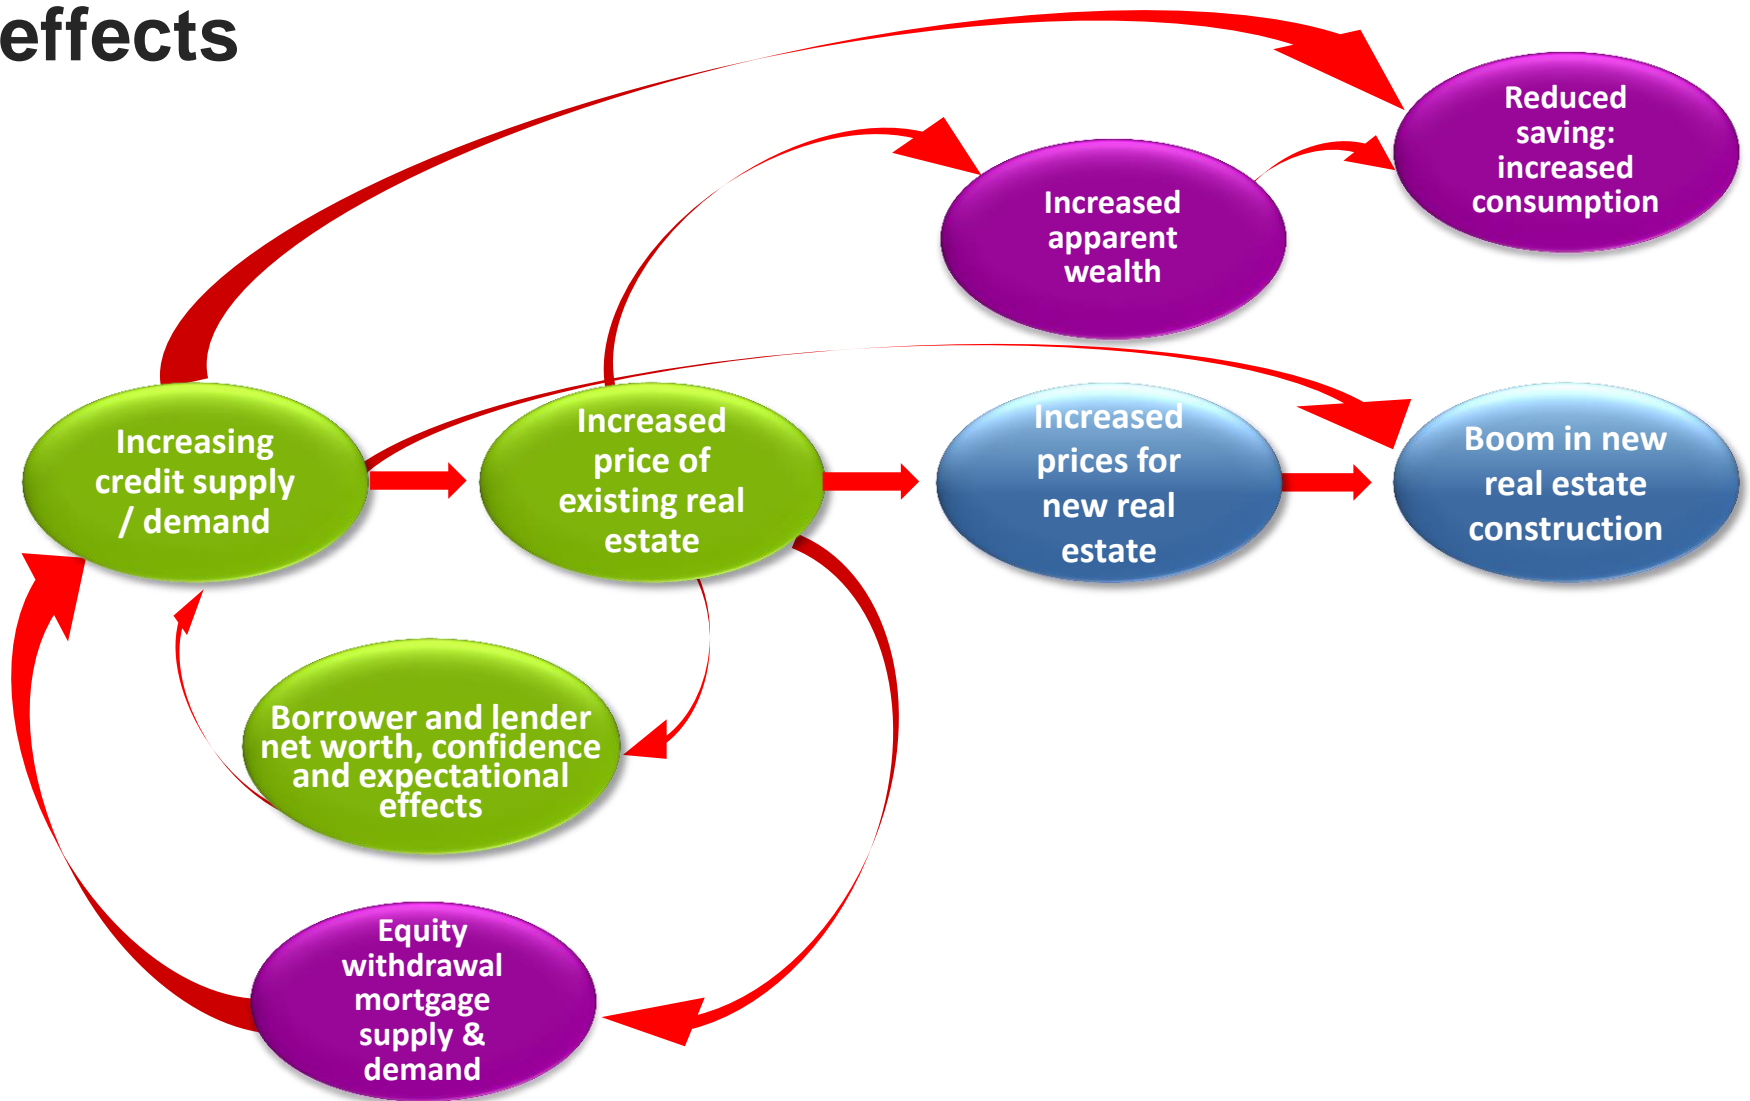 effects
Reduced
saving:
increased
consumption
Increased
apparent
wealth
Increasing
credit supply
/ demand
Increased
price of
existing real
estate
Increased
prices for
new real
estate
Boom in new
real estate
construction
Borrower and lender
net worth, confidence
and expectational
effects
Equity
withdrawal
mortgage
supply &
demand